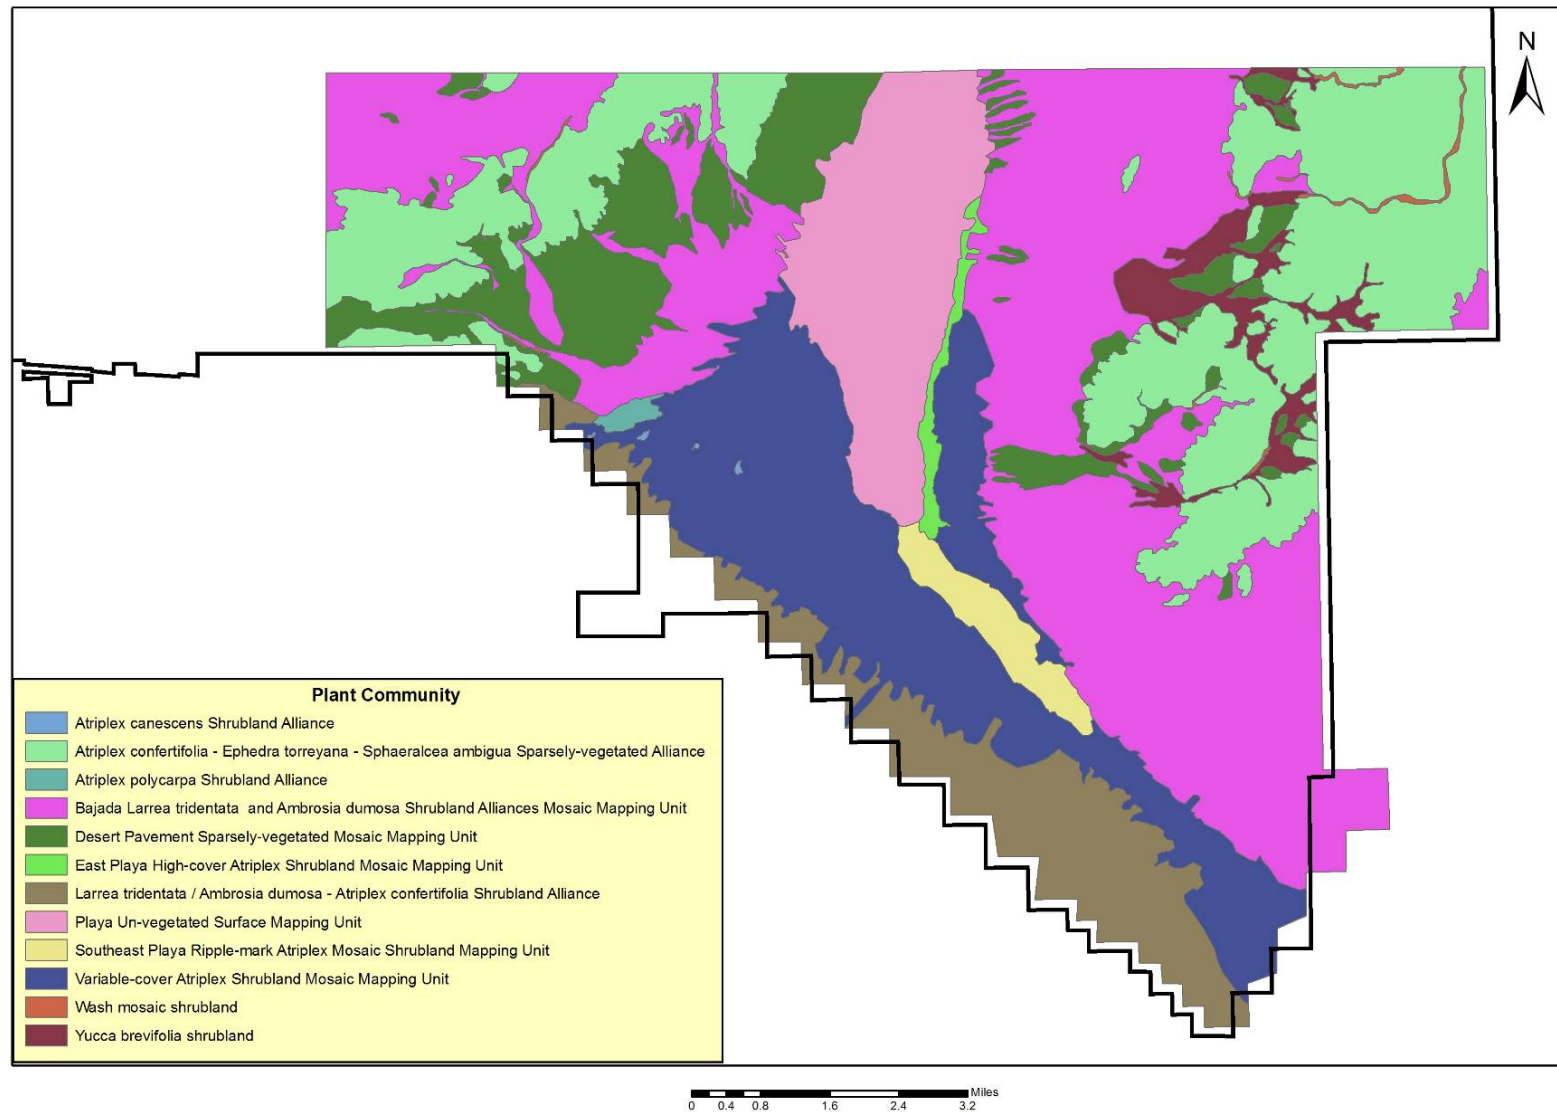 N
Plant Community
Atriplex canescens Shrubland Alliance
Atriplex confertifolia - Ephedra torreyana - Sphaeralcea ambigua Sparsely-vegetated Alliance
Atriplex polycarpa Shrubland Alliance
Bajada Larrea tridentata and Ambrosia dumosa Shrubland Alliances Mosaic Mapping Unit
Desert Pavement Sparsely-vegetated Mosaic Mapping Unit
East Playa High-cover Atriplex Shrubland Mosaic Mapping Unit
Larrea tridentata / Ambrosia dumosa - Atriplex confertifolia Shrubland Alliance
Playa Un-vegetated Surface Mapping Unit
Southeast Playa Ripple-mark Atriplex Mosaic Shrubland Mapping Unit
Variable-cover Atriplex Shrubland Mosaic Mapping Unit
Wash mosaic shrubland
Yucca brevifolia shrubland
Miles
0 0.4 0.8 1.6 2.4 3.2